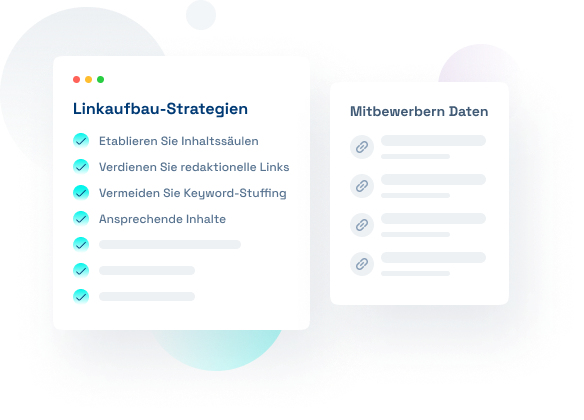 Linkaufbau-Strategien
Etablieren Sie Inhaltssäulen
Verdienen Sie redaktionelle Links
Vermeiden Sie Keyword-Stuffing
Ansprechende Inhalte
Mitbewerbern Daten